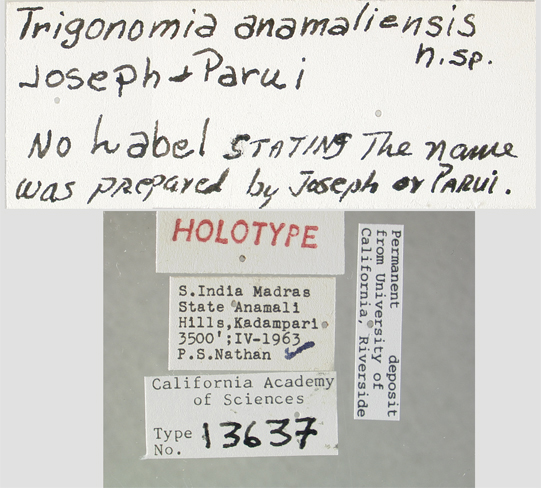 Trigonomia anamaliensis
n.sp.
Joseph + Parui
No Label STATING The name
was prepared by Joseph or PARUI.
HOLOTYPE
S.India Madras
State Anamali
Hills,Kadampari
3500';IV-1963
P.S.Nathan
California Academy
of Sciences
Type
No. 13637
Permanent deposit
from University of
California, Riverside